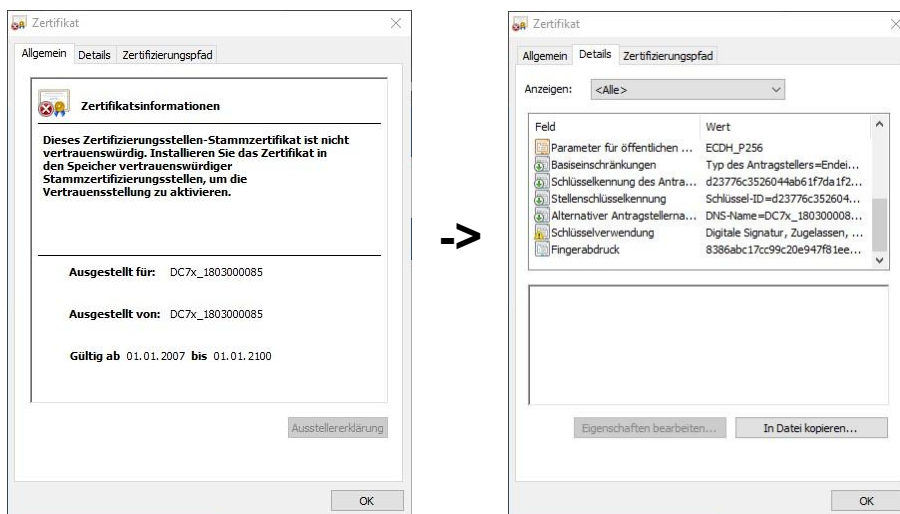 Zertifikat
Allgemein Details Zertifizierungspfad
Zertifikatsinformationen
Dieses Zertifizierungsstellen-Stammzertifikat ist nicht
vertrauenswürdig. Installieren Sie das Zertifikat in
den Speicher vertrauenswürdiger
Stammzertifizierungsstellen, um die
Vertrauensstellung zu aktivieren.
Ausgestellt für: DC7x_1803000085
Ausgestellt von: DC7x_1803000085
Gültig ab 01.01.2007 bis 01.01.2100
Ausstellererklärung
OK
->
Zertifikat
Allgemein Details Zertifizierungspfad
Anzeigen: <Alle>
Feld Wert
Parameter für öffentlichen ... ECDH_P256
Basiseinschränkungen Typ des Antragstellers=Endei...
Schlüsselkennung des Antra... d23776c3526044ab61f7da1f2...
Stellenschlüsselkennung Schlüssel-ID=d23776c352604...
Alternativer Antragstellerna... DNS-Name=DC7x_180300008...
Schlüsselverwendung Digitale Signatur, Zugelassen, ...
Fingerabdruck 8386abc17cc99c20e947f81ee...
Eigenschaften bearbeiten... In Datei kopieren...
OK